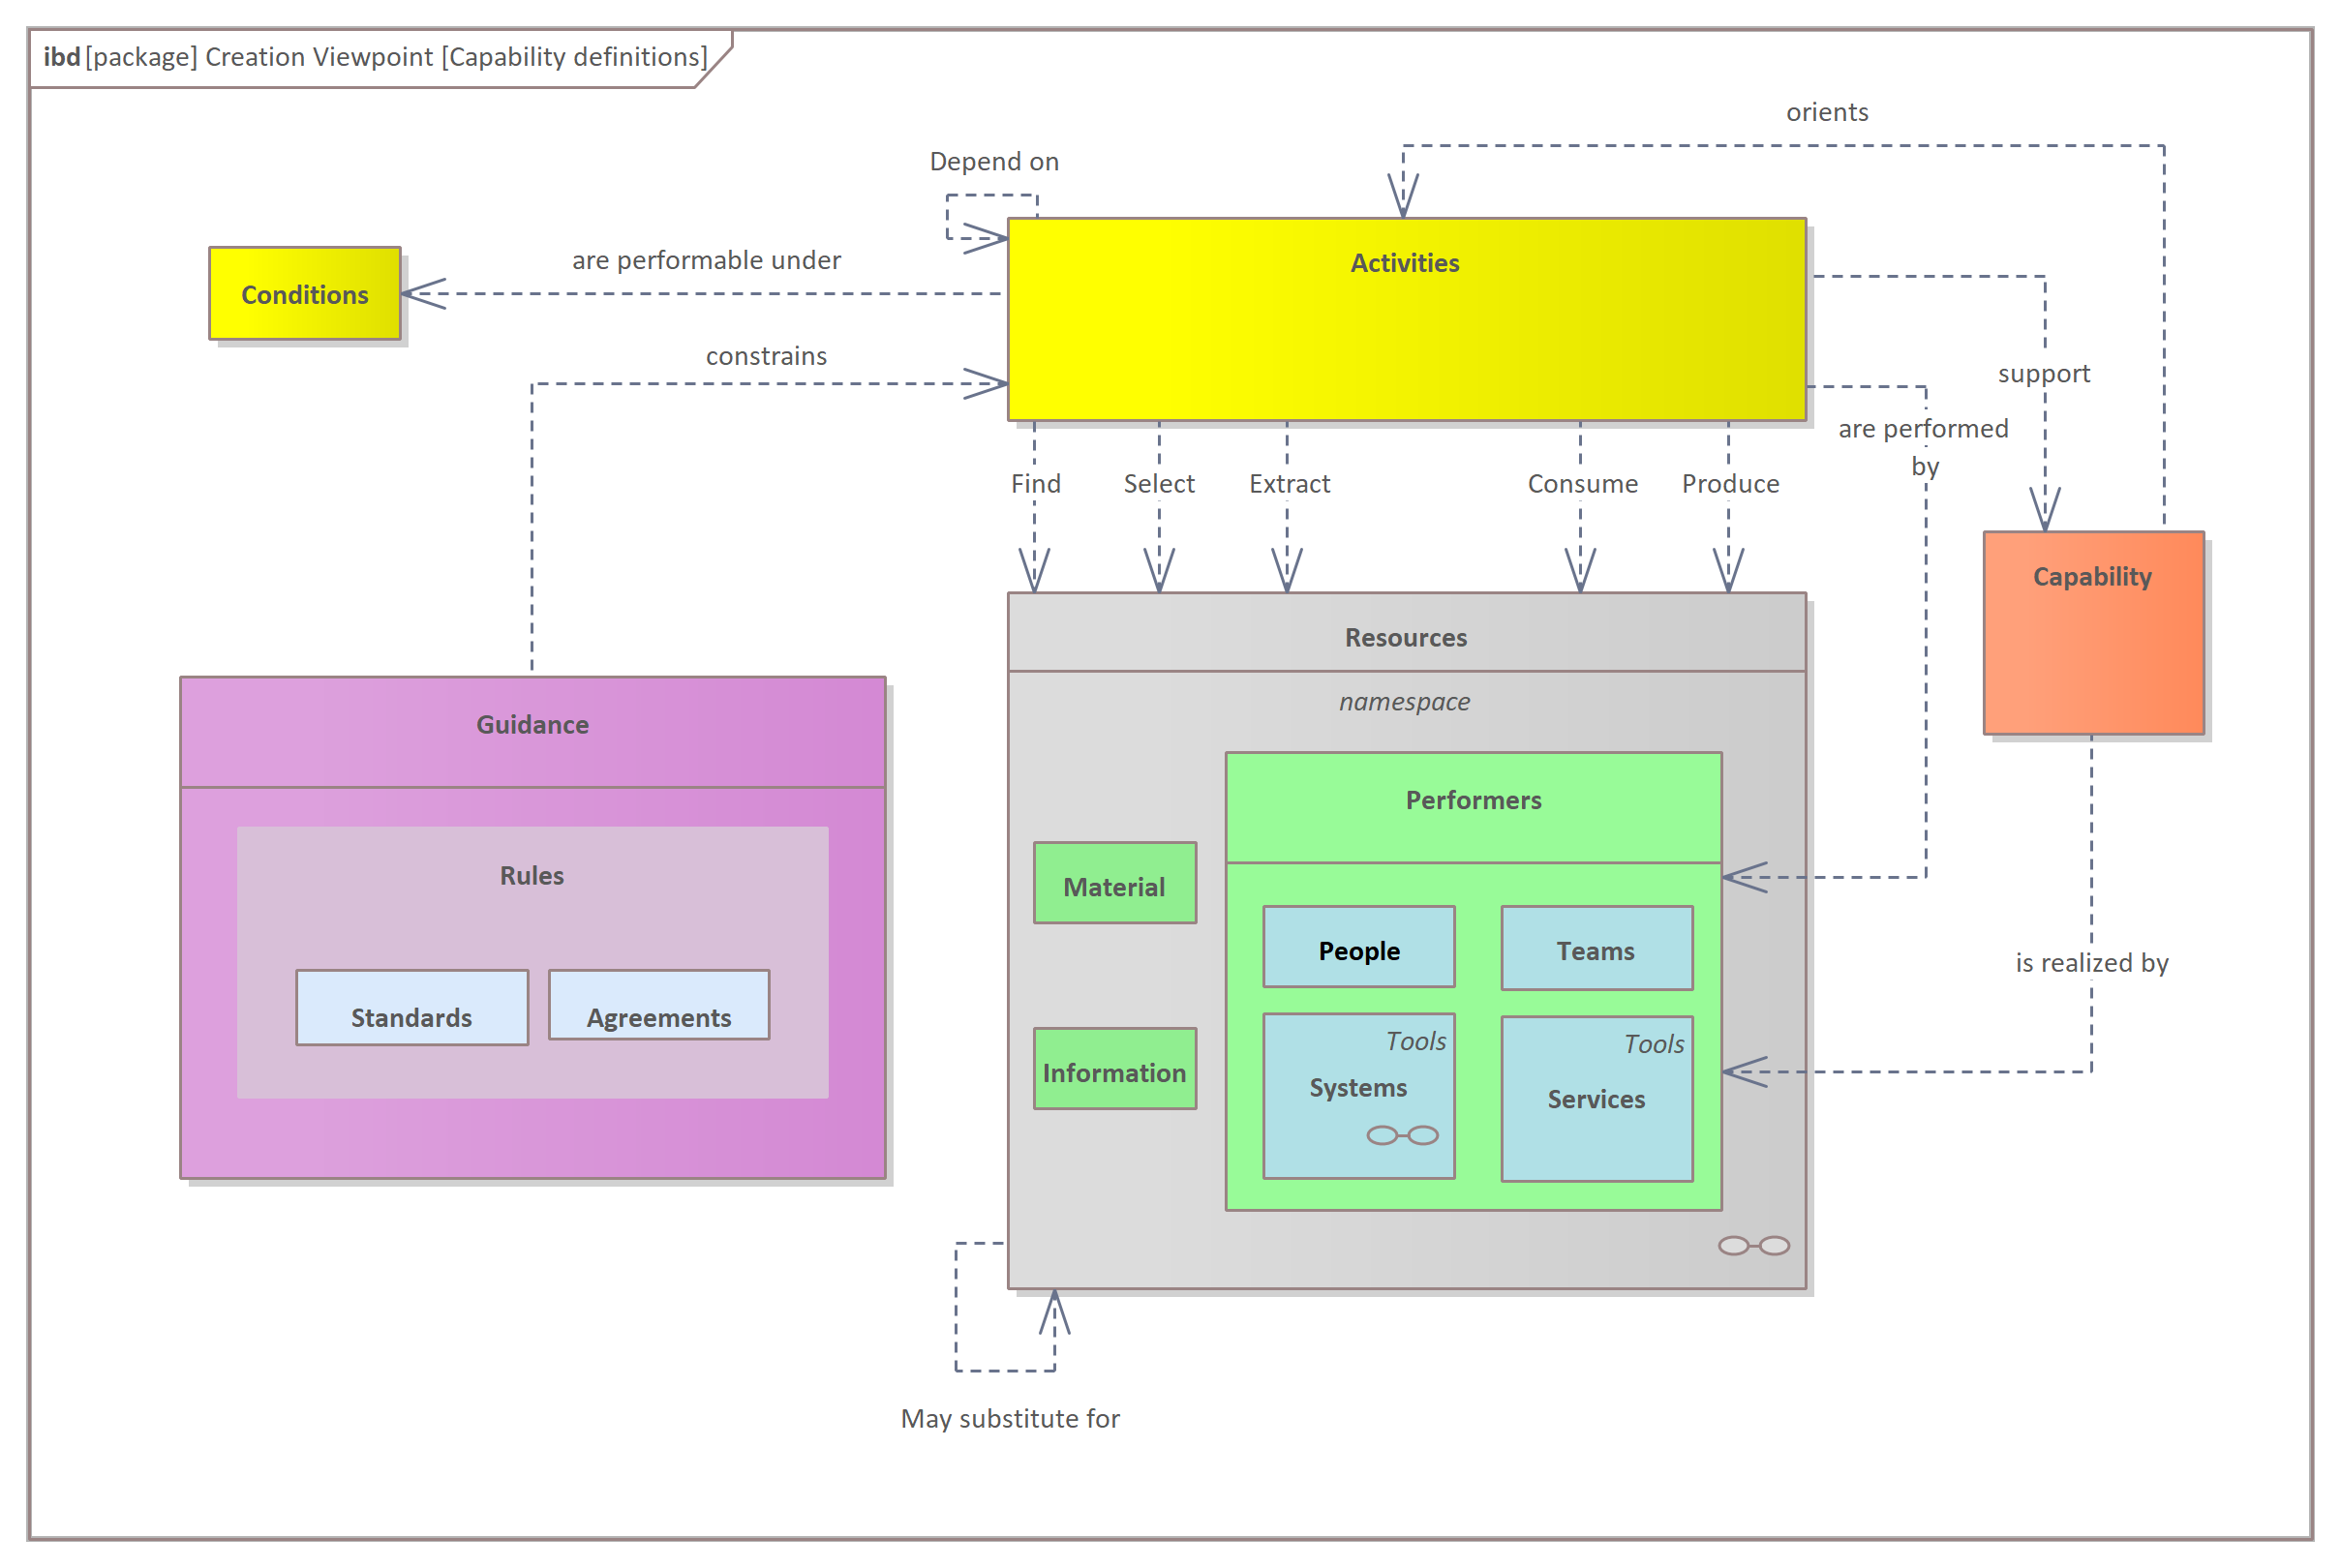 ibd [package] Creation Viewpoint [Capability definitions]
orients
Depend on
Activities
are performable under
Conditions
constrains
support
are performed
by
Find
Select
Extract
Consume
Produce
Capability
Resources
namespace
Guidance
Performers
Rules
Material
People
Teams
is realized by
Standards
Agreements
Information
Tools
Systems
Tools
Services
May substitute for